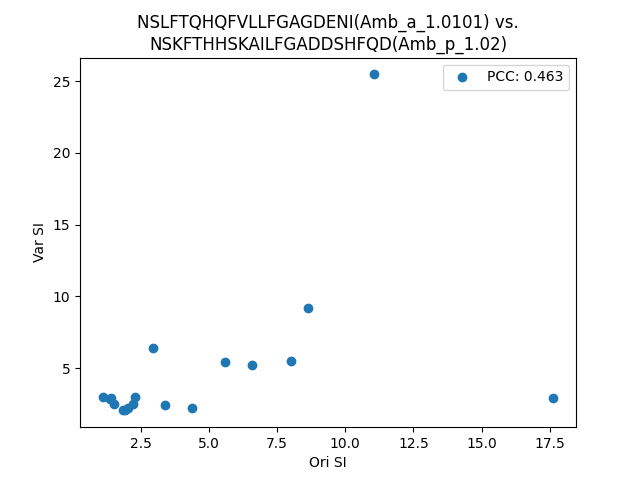 NSLFTQHQFVLLFGAGDENI(Amb_a_1.0101) vs.
NSKFTHHSKAILFGADDSHFQD(Amb_p_1.02)
PCC: 0.463
25
20
15
10
5
Var SI
2.5 5.0 7.5 10.0 12.5 15.0 17.5
Ori SI